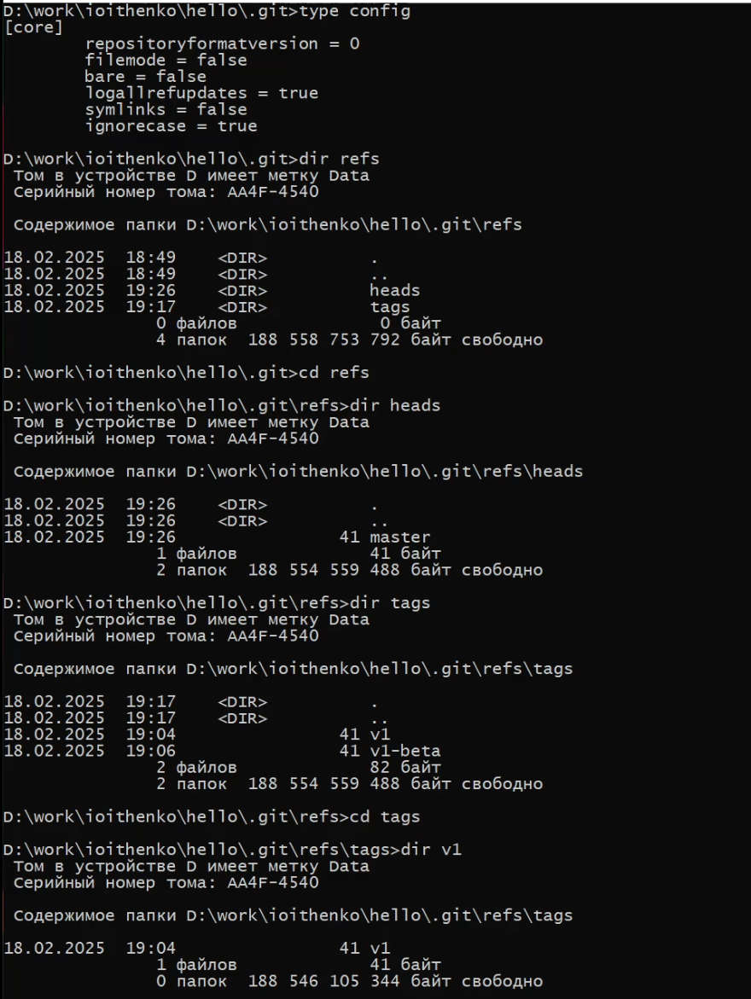 D:\work\ioithenko\hello\.git>type config
[core]
        repositoryformatversion = 0
        filemode = false
        bare = false
        logallrefupdates = true
        symlinks = false
        ignorecase = true
D:\work\ioithenko\hello\.git>dir refs
 Том в устройстве D имеет метку Data
 Серийный номер тома: AA4F-4540
 Содержимое папки D:\work\ioithenko\hello\.git\refs
18.02.2025  18:49    <DIR>          .
18.02.2025  18:49    <DIR>          ..
18.02.2025  19:26    <DIR>          heads
18.02.2025  19:17    <DIR>          tags
               0 файлов              0 байт
               4 папок  188 558 753 792 байт свободно
D:\work\ioithenko\hello\.git>cd refs
D:\work\ioithenko\hello\.git\refs>dir heads
 Том в устройстве D имеет метку Data
 Серийный номер тома: AA4F-4540
 Содержимое папки D:\work\ioithenko\hello\.git\refs\heads
18.02.2025  19:26    <DIR>          .
18.02.2025  19:26    <DIR>          ..
18.02.2025  19:26                41 master
               1 файлов             41 байт
               2 папок  188 554 559 488 байт свободно
D:\work\ioithenko\hello\.git\refs>dir tags
 Том в устройстве D имеет метку Data
 Серийный номер тома: AA4F-4540
 Содержимое папки D:\work\ioithenko\hello\.git\refs\tags
18.02.2025  19:17    <DIR>          .
18.02.2025  19:17    <DIR>          ..
18.02.2025  19:04                41 v1
18.02.2025  19:06                41 v1-beta
               2 файлов             82 байт
               2 папок  188 554 559 488 байт свободно
D:\work\ioithenko\hello\.git\refs>cd tags
D:\work\ioithenko\hello\.git\refs\tags>dir v1
 Том в устройстве D имеет метку Data
 Серийный номер тома: AA4F-4540
 Содержимое папки D:\work\ioithenko\hello\.git\refs\tags
18.02.2025  19:04                41 v1
               1 файлов             41 байт
               0 папок  188 546 105 344 байт свободно